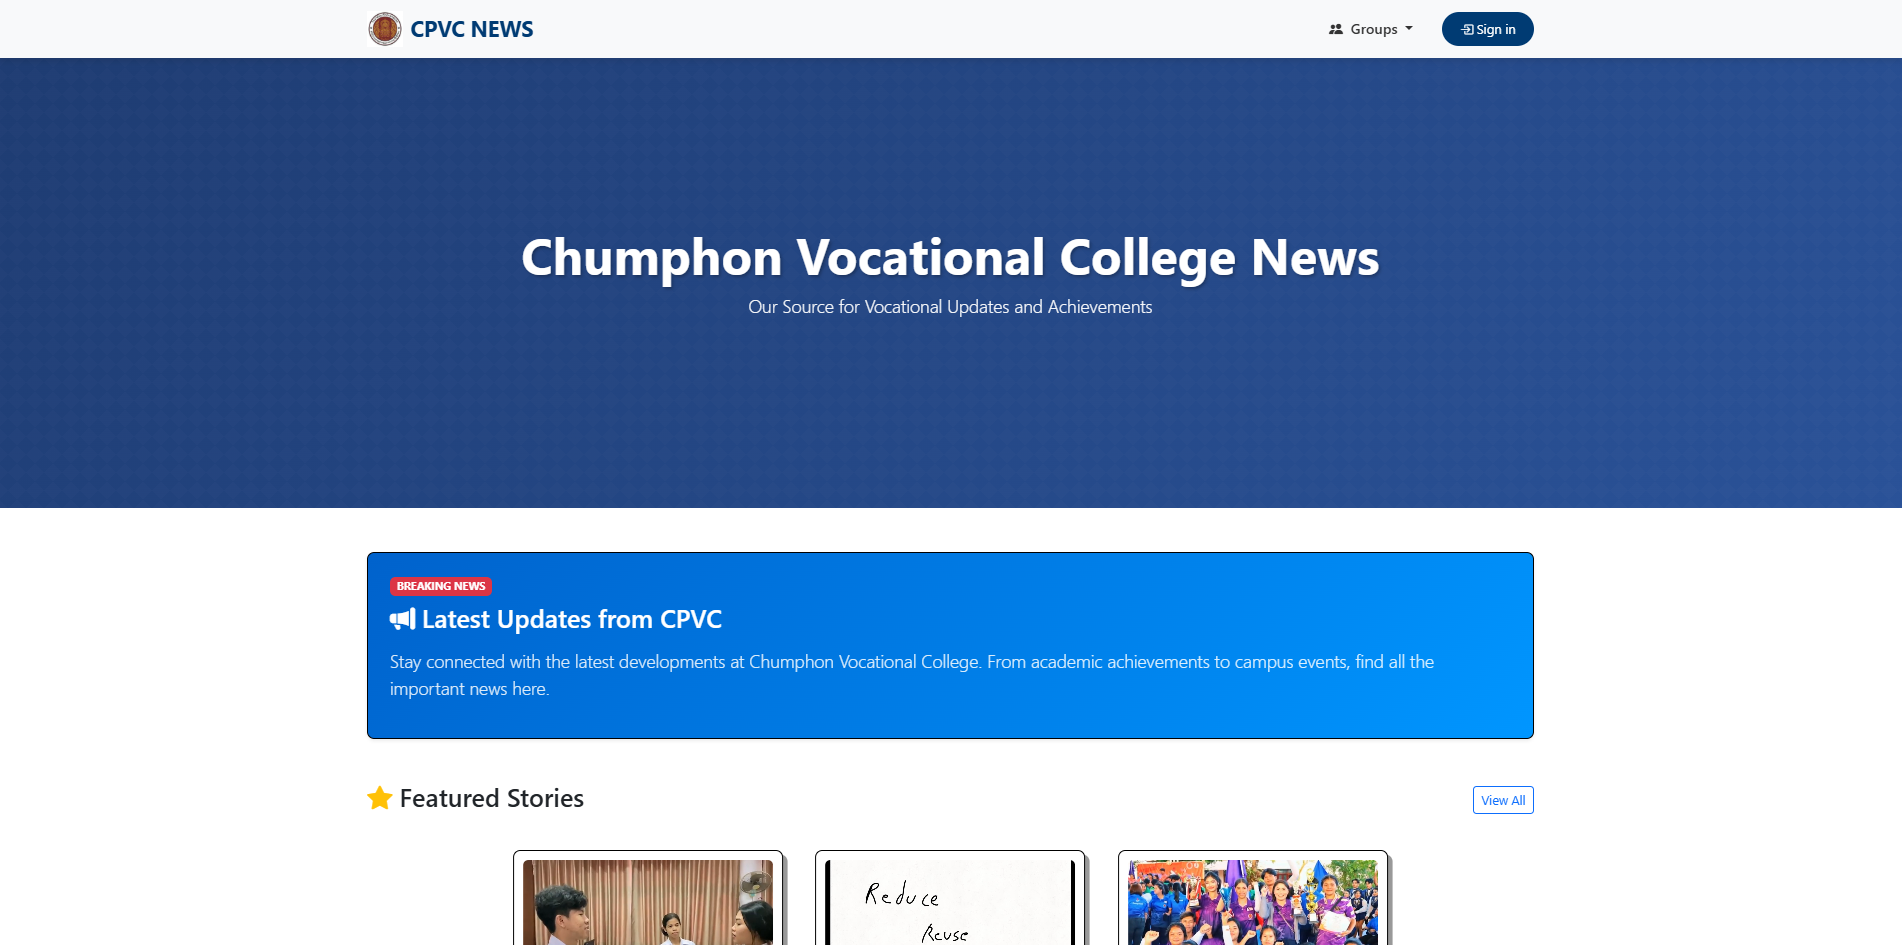 CPVC NEWS
Groups
Sign in
Chumphon Vocational College News
Our Source for Vocational Updates and Achievements
BREAKING NEWS
Latest Updates from CPVC
Stay connected with the latest developments at Chumphon Vocational College. From academic achievements to campus events, find all the
important news here.
Featured Stories
View All
Reduce
Reuse